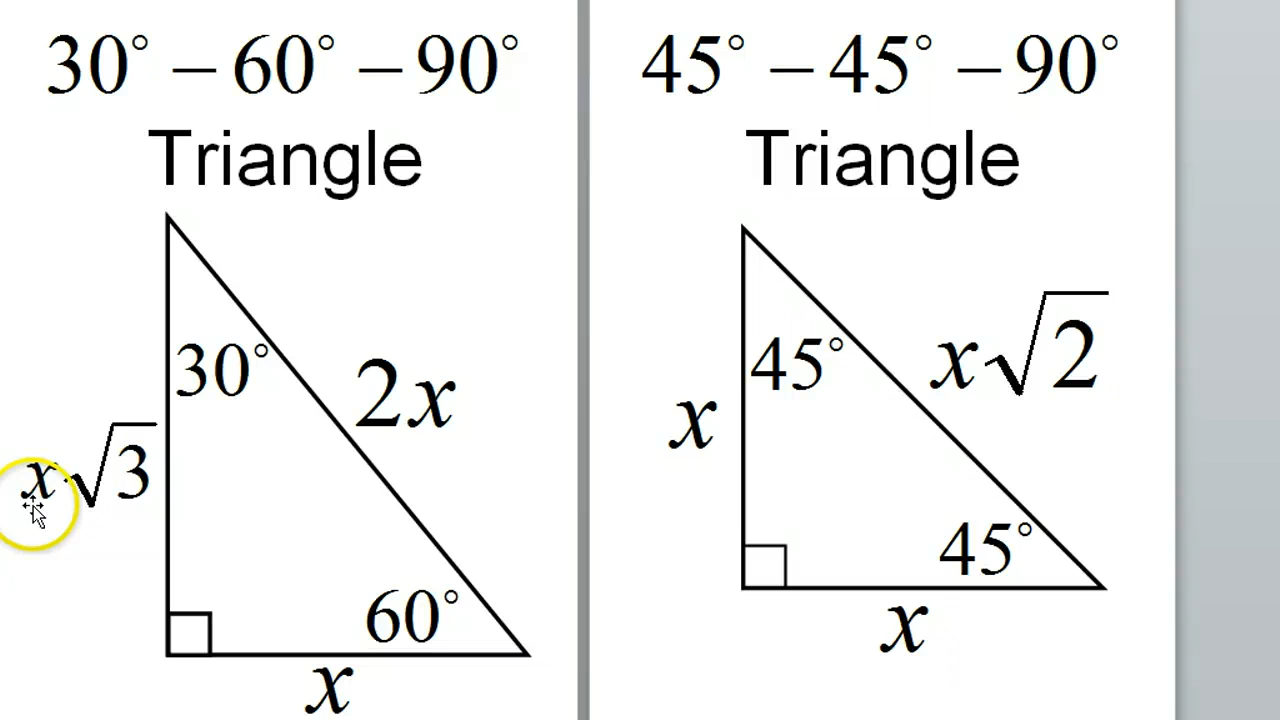 30° – 60° – 90°
Triangle
30°
2x
x√3
60°
x
45° – 45° – 90°
Triangle
45°
x√2
x
45°
x